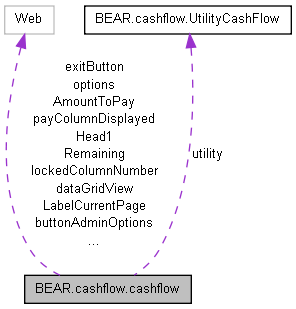 Web
BEAR.cashflow.UtilityCashFlow
exitButton
options
AmountToPay
payColumnDisplayed
Head1
Remaining
lockedColumnNumber
dataGridView
LabelCurrentPage
buttonAdminOptions
...
utility
BEAR.cashflow.cashflow